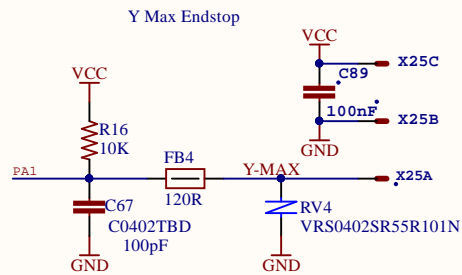 Y Max Endstop
VCC
C89
X25C
100nF
X25B
GND
VCC
R16
10K
FB4
PA1
Y-MAX
X25A
120R
C67
C0402TBD
100pF
RV4
VRS0402SR55R101N
GND
GND